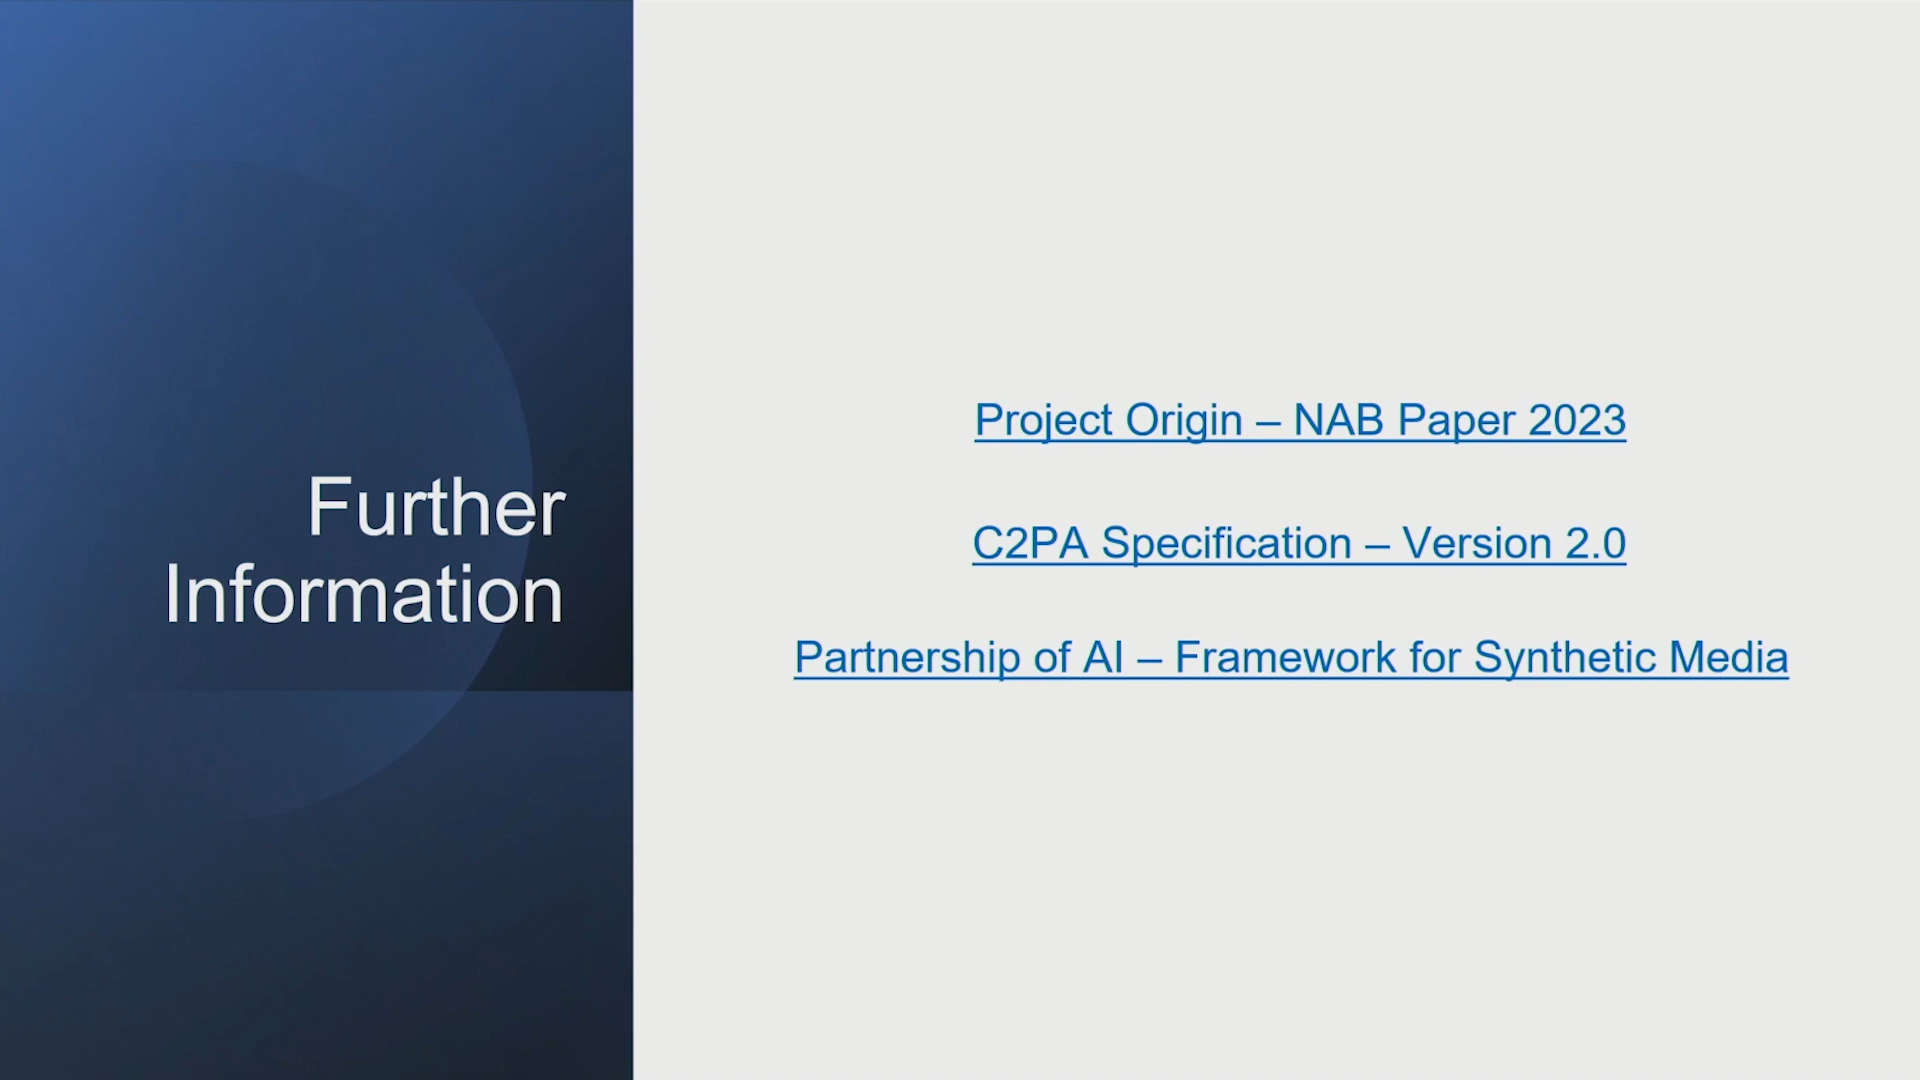 Further
Information
Project Origin – NAB Paper 2023
C2PA Specification – Version 2.0
Partnership of AI – Framework for Synthetic Media